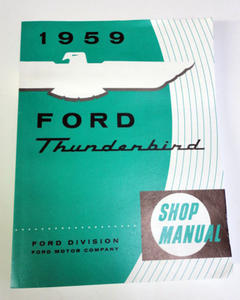 1959
FORD
Thunderbird
SHOP
MANUAL
FORD DIVISION
FORD MOTOR COMPANY